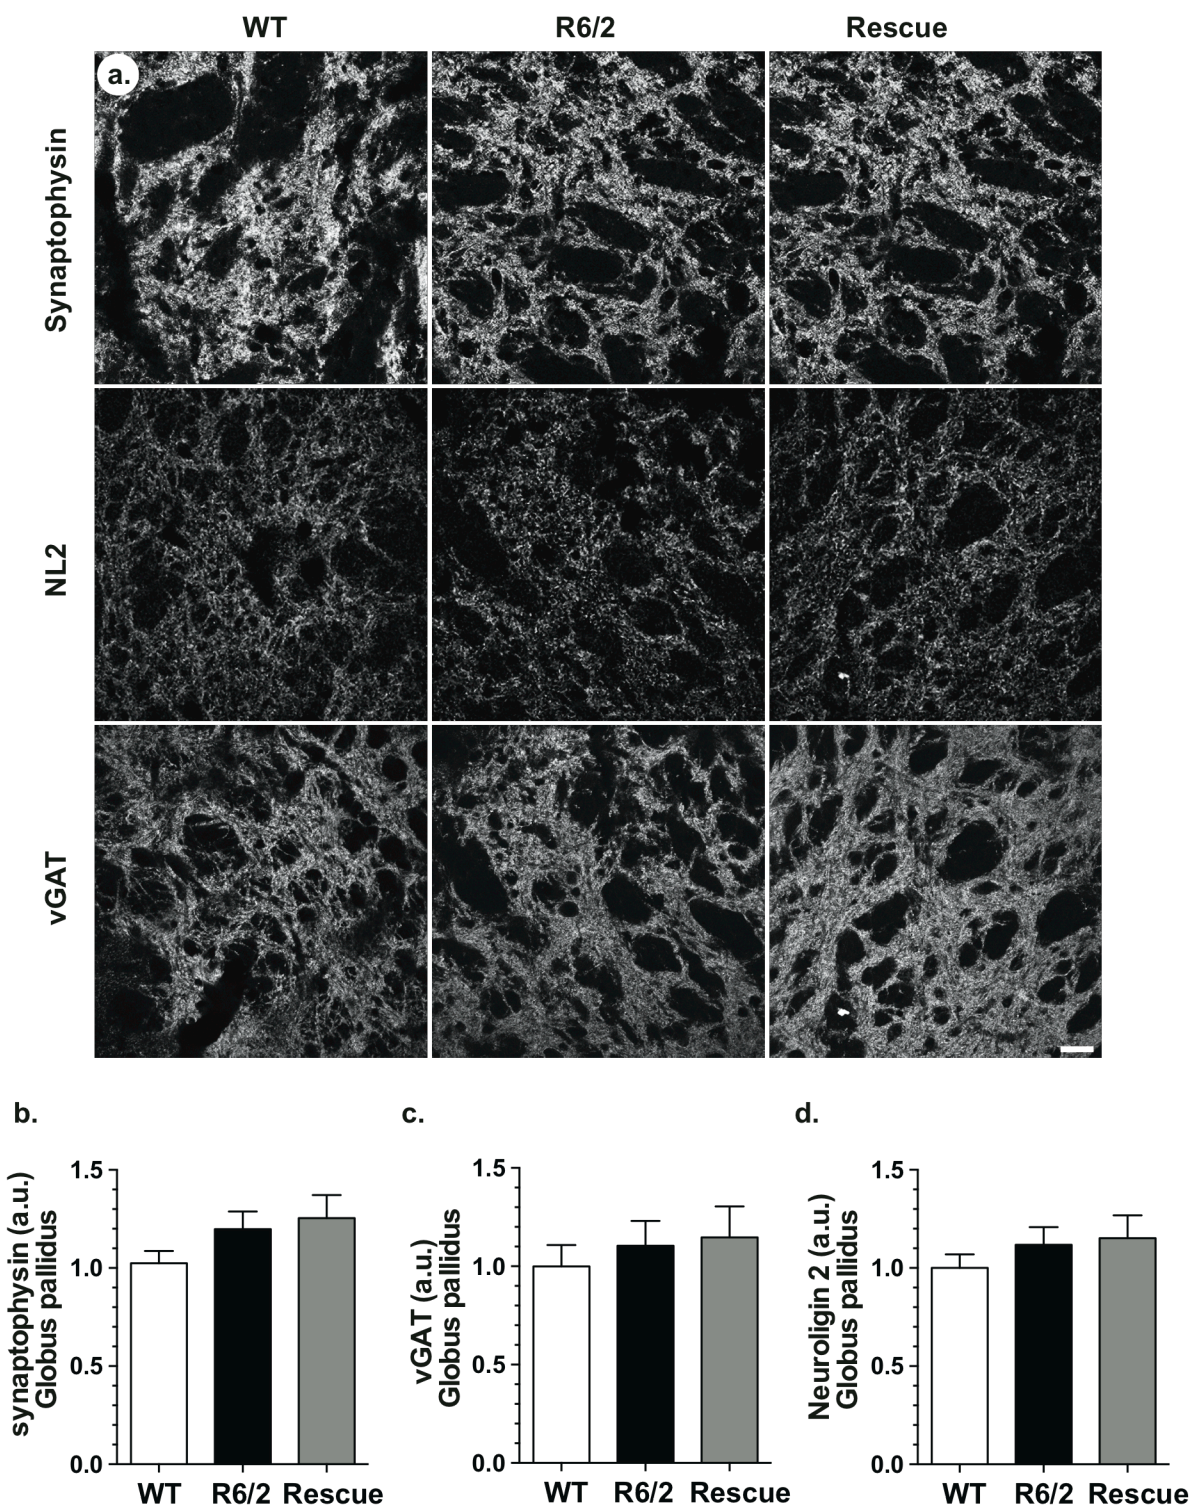 WT R6/2 Rescue
a.
Synaptophysin
NL2
vGAT
b. c. d.
synaptophysin (a.u.)
Globus pallidus
1.5
1.0
0.5
0.0
WT R6/2 Rescue
vGAT (a.u.)
Globus pallidus
1.5
1.0
0.5
0.0
WT R6/2 Rescue
Neuroligin 2 (a.u.)
Globus pallidus
1.5
1.0
0.5
0.0
WT R6/2 Rescue